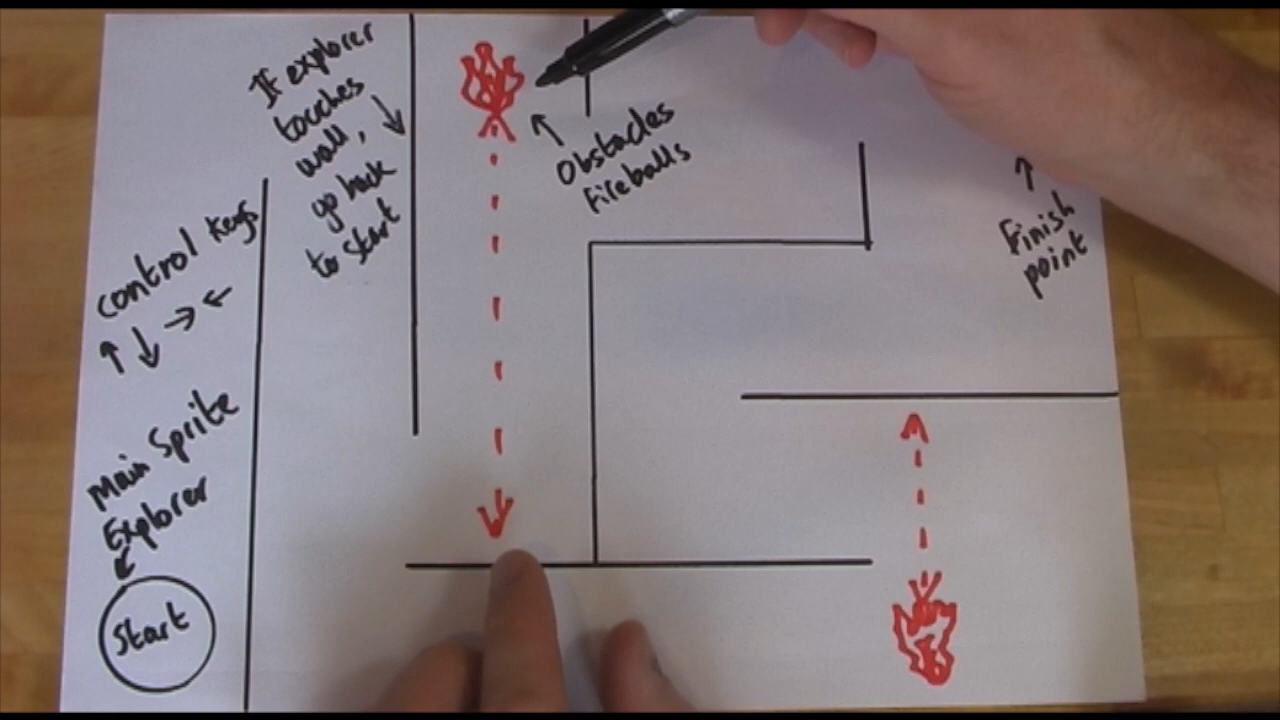 If explorer
touches
wall,
go back
to start
Obstacles
Fireballs
Finish
point
control keys
↑ ↓ → ←
Main Sprite
Explorer
Start